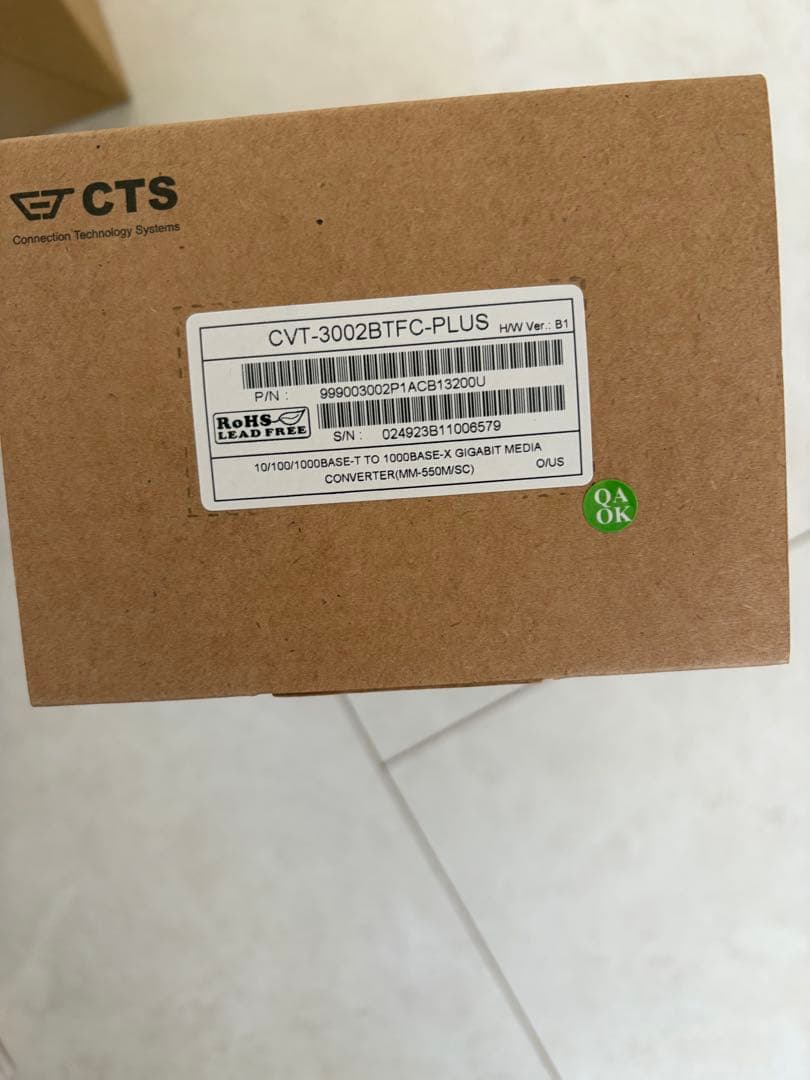 CTS
Connection Technology Systems
CVT-3002BTFC-PLUS H/W Ver.: B1
P/N : 999003002P1ACB13200U
RoHS
LEAD FREE
S/N : 024923B11006579
10/100/1000BASE-T TO 1000BASE-X GIGABIT MEDIA
CONVERTER(MM-550M/SC) O/US
QA
OK